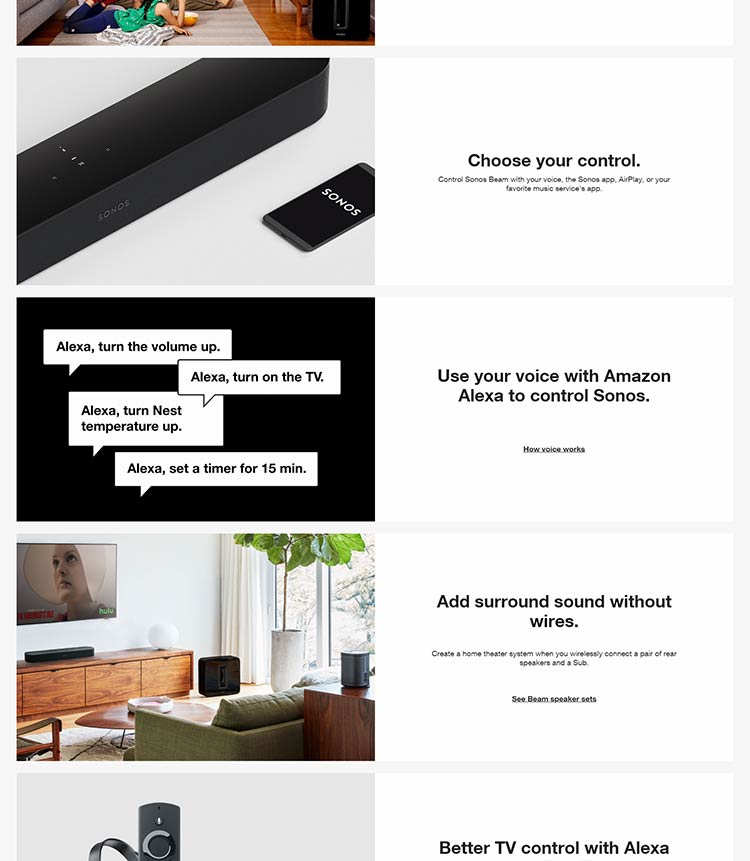 SONOS
SONOS
Choose your control.
Control Sonos Beam with your voice, the Sonos app, AirPlay, or your
favorite music service's app.
Alexa, turn the volume up.
Alexa, turn on the TV.
Alexa, turn Nest
temperature up.
Alexa, set a timer for 15 min.
Use your voice with Amazon
Alexa to control Sonos.
How voice works
hulu
Add surround sound without
wires.
Create a home theater system when you wirelessly connect a pair of rear
speakers and a Sub.
See Beam speaker sets
Better TV control with Alexa